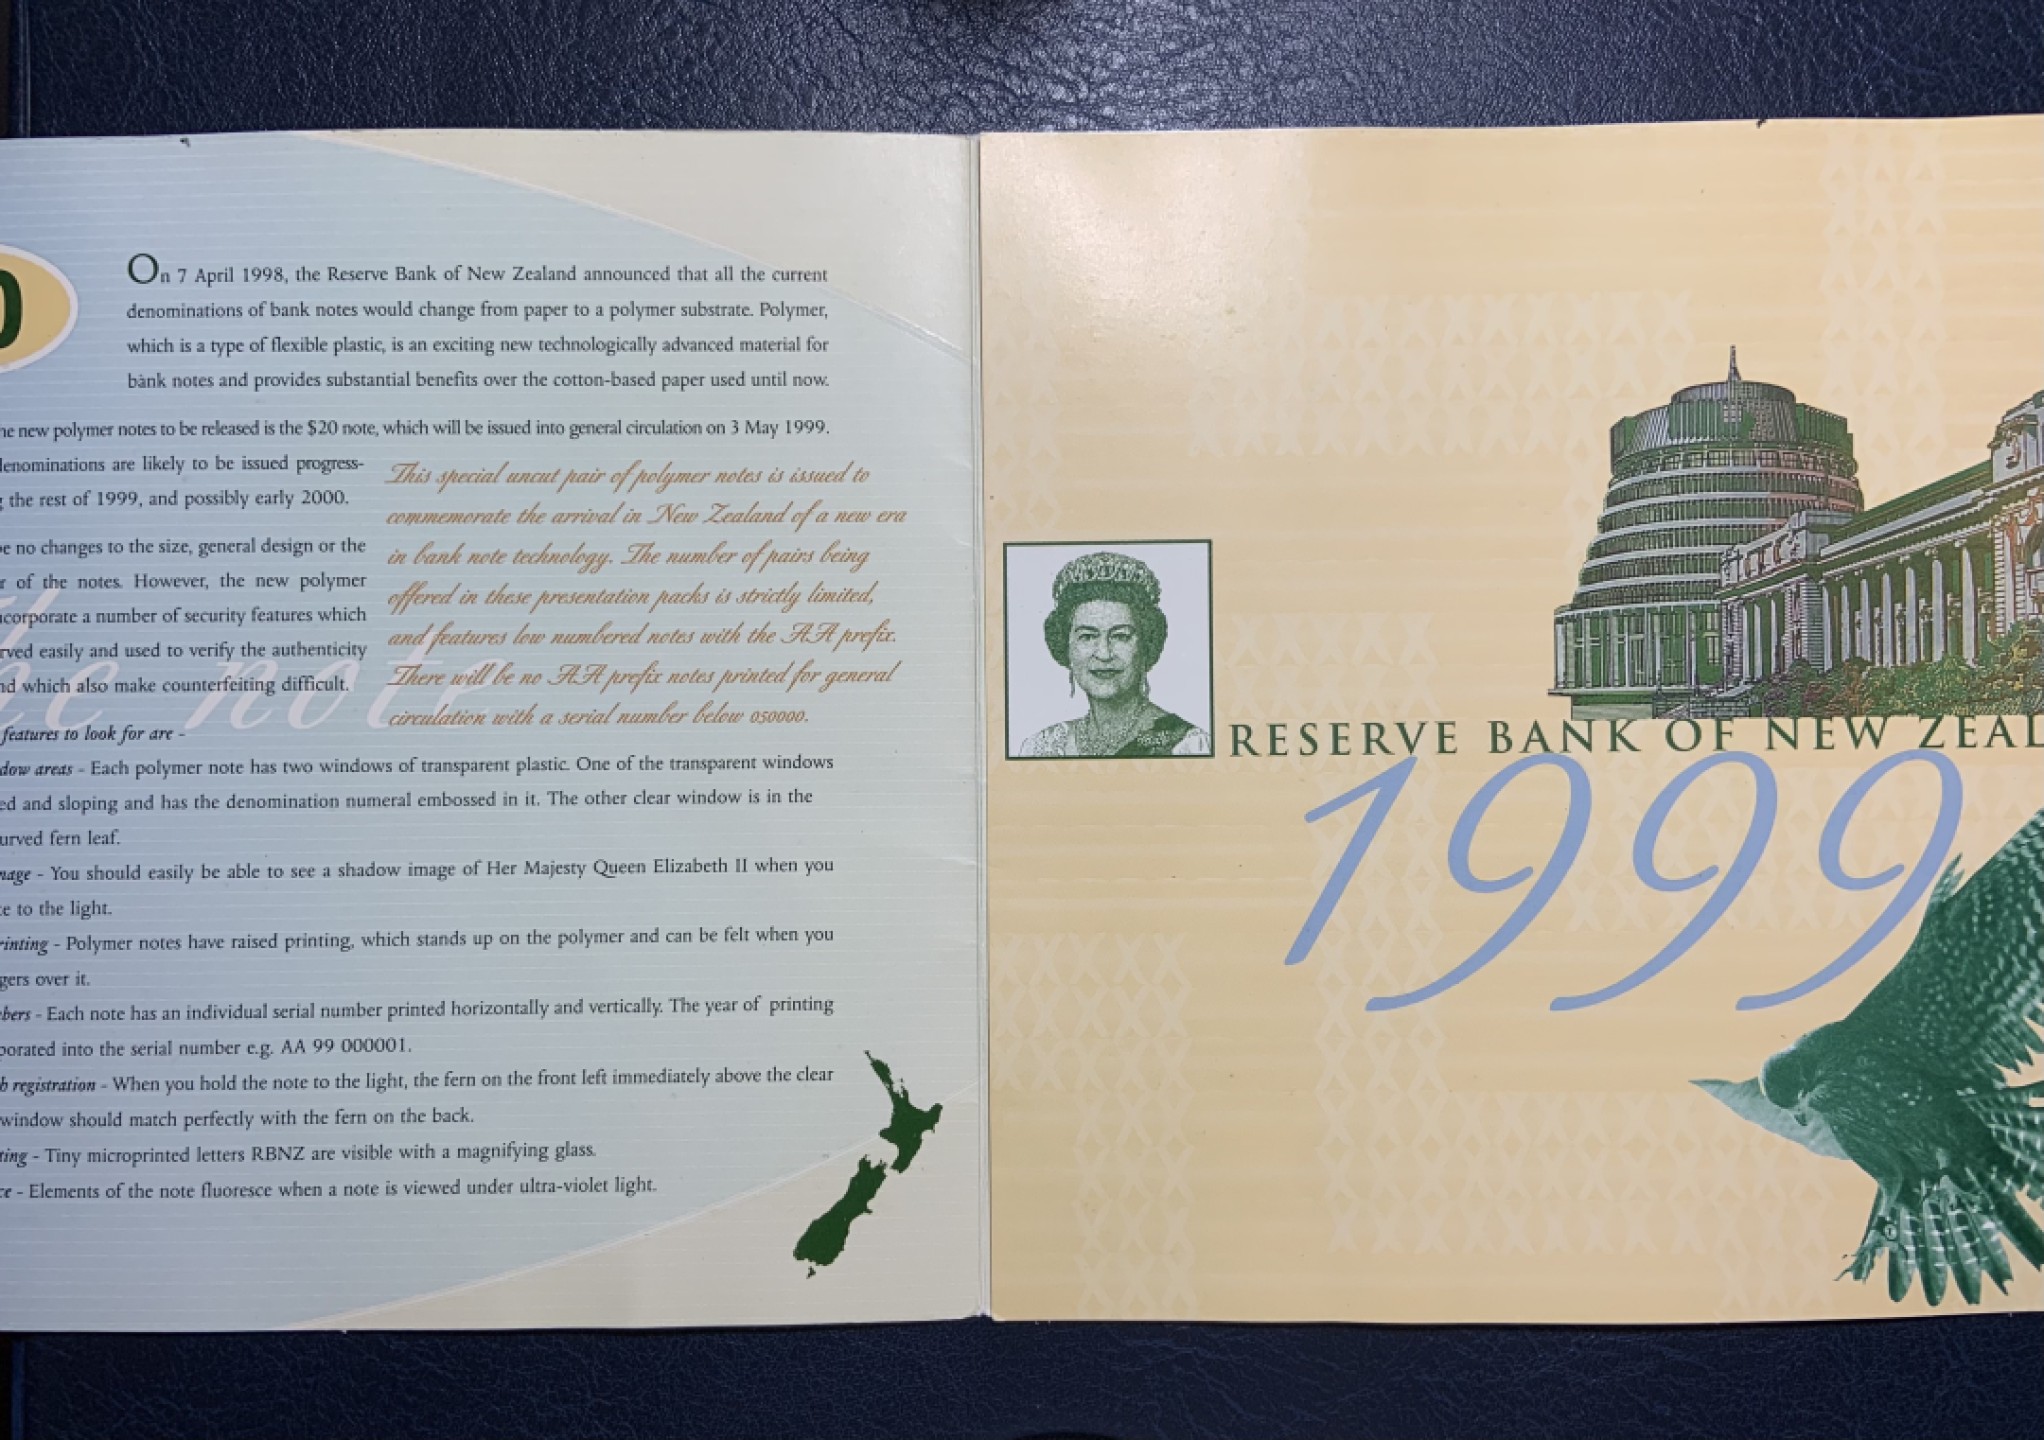 On 7 April 1998, the Reserve Bank of New Zealand announced that all the current
denominations of bank notes would change from paper to a polymer substrate. Polymer,
which is a type of flexible plastic, is an exciting new technologically advanced material for
bank notes and provides substantial benefits over the cotton-based paper used until now.
new polymer notes to be released is the $20 note, which will be issued into general circulation on 3 May 1999.
denominations are likely to be issued progress-
the rest of 1999, and possibly early 2000.
no changes to the size, general design or the
of the notes. However, the new polymer
a number of security features which
easily and used to verify the authenticity
which also make counterfeiting difficult.
This special uncut pair of polymer notes is issued to
commemorate the arrival in New Zealand of a new era
in bank note technology. The number of pairs being
offered in these presentation packs is strictly limited,
and features low numbered notes with the AA prefix.
There will be no AA prefix notes printed for general
circulation with a serial number below 050000.
note
features to look for are -
areas - Each polymer note has two windows of transparent plastic. One of the transparent windows
and sloping and has the denomination numeral embossed in it. The other clear window is in the
fern leaf.
- You should easily be able to see a shadow image of Her Majesty Queen Elizabeth II when you
to the light.
- Polymer notes have raised printing, which stands up on the polymer and can be felt when you
over it.
- Each note has an individual serial number printed horizontally and vertically. The year of printing
into the serial number e.g. AA 99 000001.
registration - When you hold the note to the light, the fern on the front left immediately above the clear
window should match perfectly with the fern on the back.
- Tiny microprinted letters RBNZ are visible with a magnifying glass.
- Elements of the note fluoresce when a note is viewed under ultra-violet light.
RESERVE BANK OF NEW ZEAL
1999